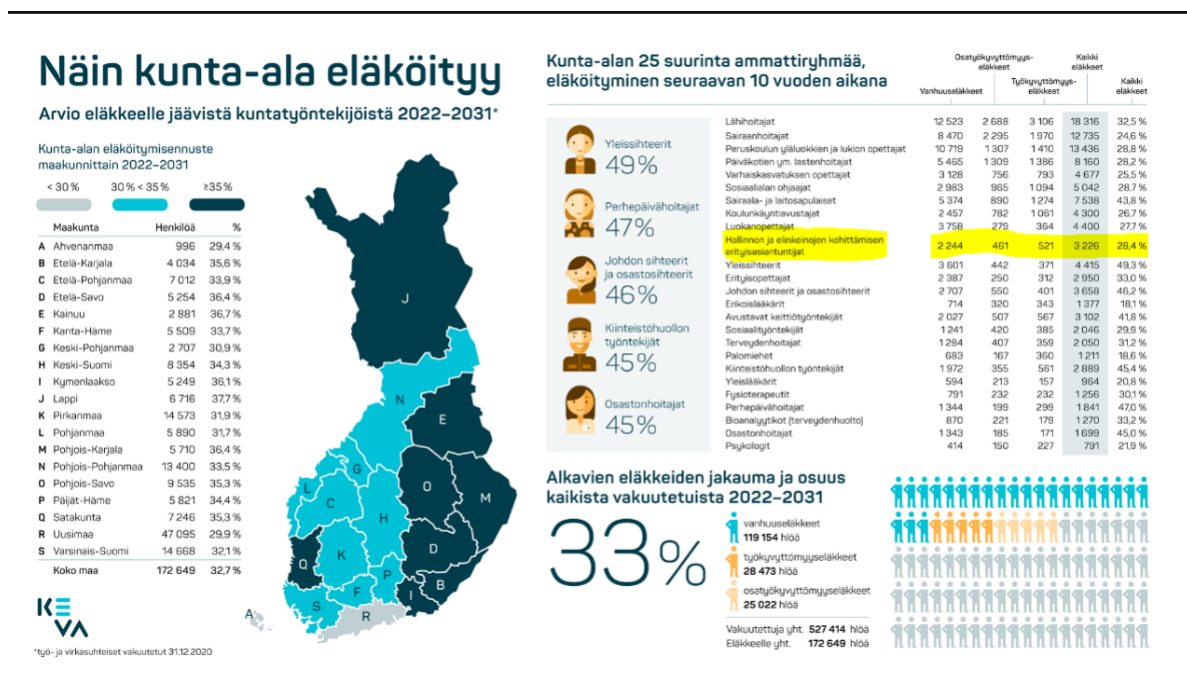 Näin kunta-ala eläköityy
Arvio eläkkeelle jäävistä kuntatyöntekijöistä 2022–2031*
Kunta-alan eläköitymisennuste
maakunnittain 2022–2031
< 30 % 30 % < 35 % ≥35 %
Maakunta Henkilöä %
A Ahvenanmaa 996 29,4 %
B Etelä-Karjala 4 034 35,6 %
C Etelä-Pohjanmaa 7 012 33,9 %
D Etelä-Savo 5 254 36,4 %
E Kainuu 2 881 36,7 %
F Kanta-Häme 5 509 33,7 %
G Keski-Pohjanmaa 2 707 30,9 %
H Keski-Suomi 8 354 34,3 %
I Kymenlaakso 5 249 36,1 %
J Lappi 6 716 37,7 %
K Pirkanmaa 14 573 31,9 %
L Pohjanmaa 5 890 31,7 %
M Pohjois-Karjala 5 710 36,4 %
N Pohjois-Pohjanmaa 13 400 33,5 %
O Pohjois-Savo 9 535 35,3 %
P Päijät-Häme 5 821 34,4 %
Q Satakunta 7 246 35,3 %
R Uusimaa 47 095 29,9 %
S Varsinais-Suomi 14 668 32,1 %
Koko maa 172 649 32,7 %
KEVA
*työ- ja virkasuhteiset vakuutetut 31.12.2020
J
N
E
G
L
C
O
M
H
Q
K
D
P
B
F
I
S
R
A
Kunta-alan 25 suurinta ammattiryhmää,
eläköityminen seuraavan 10 vuoden aikana
Yleissihteerit
49%
Perhepäivähoitajat
47%
Johdon sihteerit
ja osastosihteerit
46%
Kiinteistöhuollon
työntekijät
45%
Osastonhoitajat
45%
Osatyökyvyttömyys-
eläkkeet
Kaikki
eläkkeet
Vanhuuseläkkeet
Työkyvyttömyys-
eläkkeet
Kaikki
eläkkeet
Lähihoitajat 12 523 2 688 3 106 18 316 32,5 %
Sairaanhoitajat 8 470 2 295 1 970 12 735 24,6 %
Peruskoulun yläluokkien ja lukion opettajat 10 719 1 307 1 410 13 436 28,8 %
Päiväkotien ym. lastenhoitajat 5 465 1 309 1 386 8 160 28,2 %
Varhaiskasvatuksen opettajat 3 128 756 793 4 677 25,5 %
Sosiaalialan ohjaajat 2 983 965 1 094 5 042 28,7 %
Sairaala- ja laitosapulaiset 5 374 890 1 274 7 538 43,8 %
Koulunkäyntiavustajat 2 457 782 1 061 4 300 26,7 %
Luokanopettajat 3 758 279 364 4 400 27,7 %
Hallinnon ja elinkeinojen kehittämisen
erityisasiantuntijat 2 244 461 521 3 226 28,4 %
Yleissihteerit 3 601 442 371 4 415 49,3 %
Erityisopettajat 2 387 250 312 2 950 33,0 %
Johdon sihteerit ja osastosihteerit 2 707 550 401 3 658 46,2 %
Erikoislääkärit 714 320 343 1 377 18,1 %
Avustavat keittiötyöntekijät 2 027 507 567 3 102 41,8 %
Sosiaalityöntekijät 1 241 420 385 2 046 29,9 %
Terveydenhoitajat 1 284 407 359 2 050 31,2 %
Palomiehet 683 167 360 1 211 18,6 %
Kiinteistöhuollon työntekijät 1 972 355 561 2 889 45,4 %
Yleislääkärit 594 213 157 964 20,8 %
Fysioterapeutit 791 232 232 1 256 30,1 %
Perhepäivähoitajat 1 344 199 299 1 841 47,0 %
Bioanalyytikot (terveydenhuolto) 870 221 179 1 270 33,2 %
Osastonhoitajat 1 343 185 171 1 699 45,0 %
Psykologit 414 150 227 791 21,9 %
Alkavien eläkkeiden jakauma ja osuus
kaikista vakuutetuista 2022–2031
33%
vanhuuseläkkeet
119 154 hlöä
työkyvyttömyyseläkkeet
28 473 hlöä
osatyökyvyttömyyseläkkeet
25 022 hlöä
Vakuutettuja yht. 527 414 hlöä
Eläkkeelle yht. 172 649 hlöä